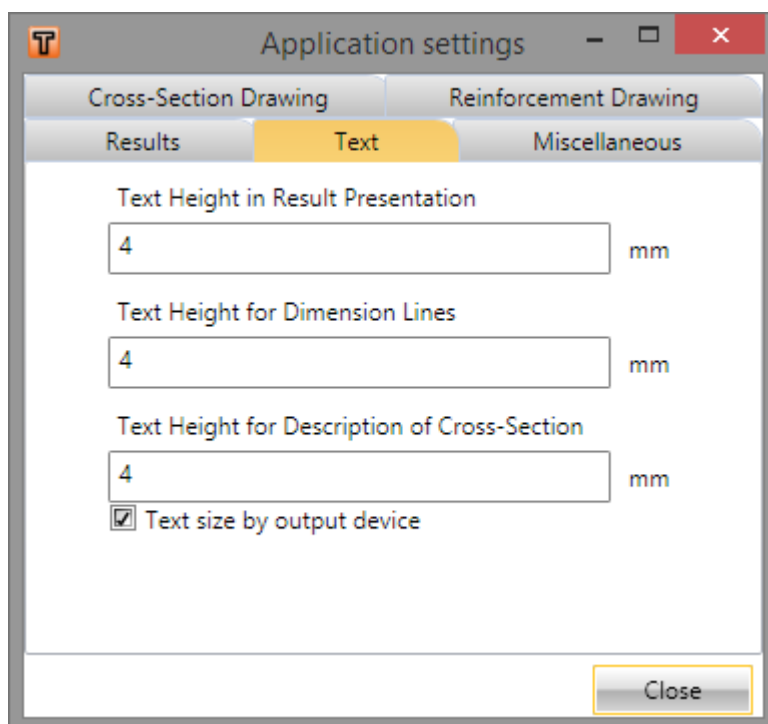 T Application settings
Cross-Section Drawing Reinforcement Drawing
Results Text Miscellaneous
Text Height in Result Presentation
4 mm
Text Height for Dimension Lines
4 mm
Text Height for Description of Cross-Section
4 mm
Text size by output device
Close